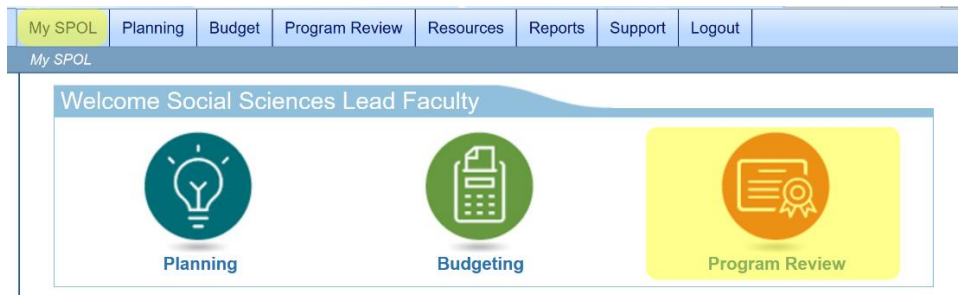 My SPOL Planning Budget Program Review Resources Reports Support Logout
My SPOL
Welcome Social Sciences Lead Faculty
Planning Budgeting Program Review